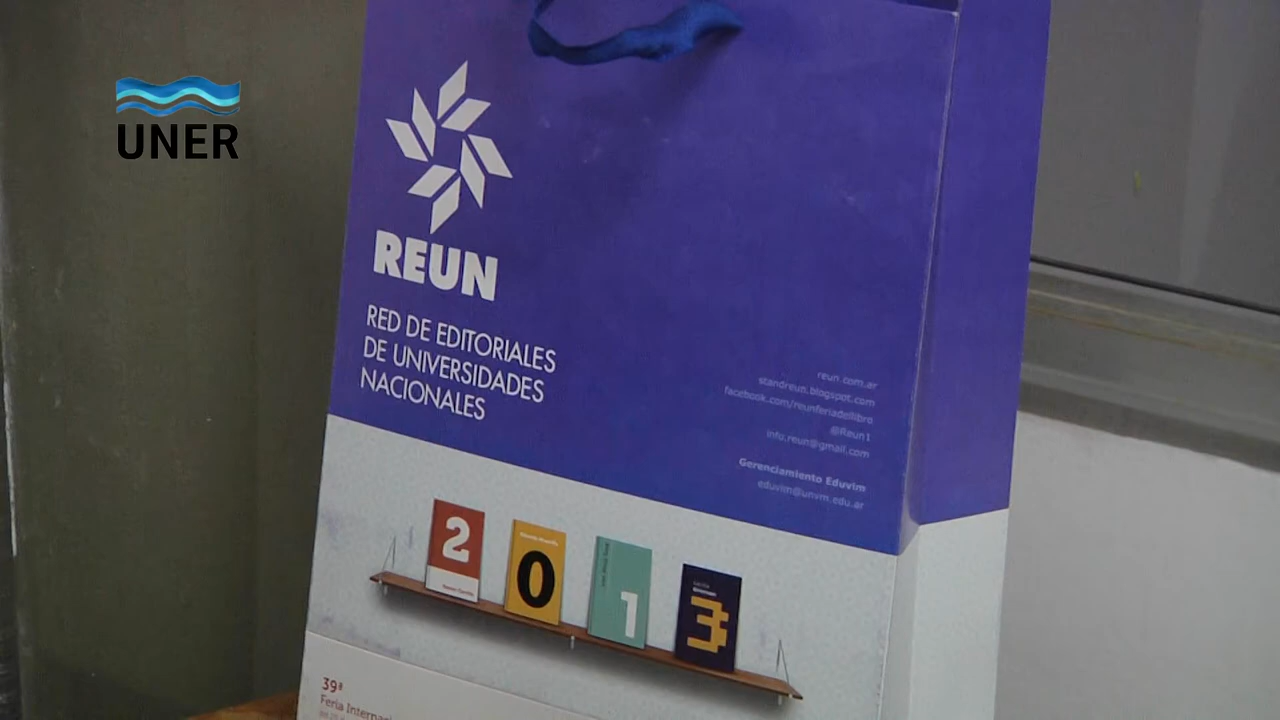 UNER
REUN
RED DE EDITORIALES
DE UNIVERSIDADES
NACIONALES
reun.com.ar
standreun.blogspot.com
facebook.com/reunferiadellibro
@Reun1
info.reun@gmail.com
Gerenciamiento Eduvim
eduvim@unvm.edu.ar
2
0
1
3
39ª
Feria